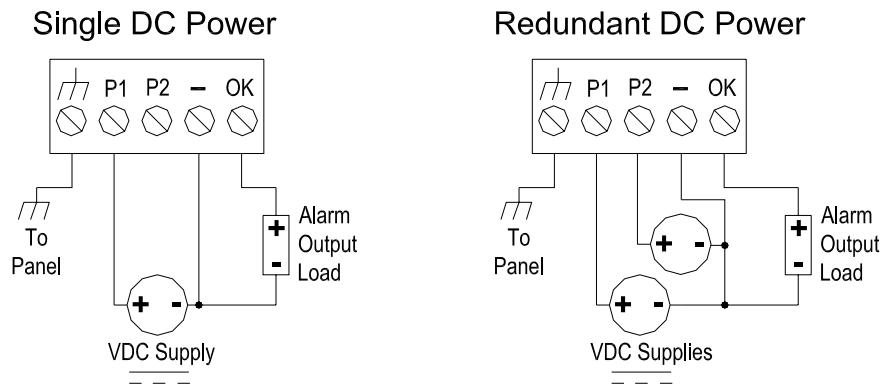 Single DC Power
P1 P2 – OK
+
-
Alarm
Output
Load
To
Panel
+ -
VDC Supply
Redundant DC Power
P1 P2 – OK
+
-
Alarm
Output
Load
To
Panel
+ -
+ -
VDC Supplies